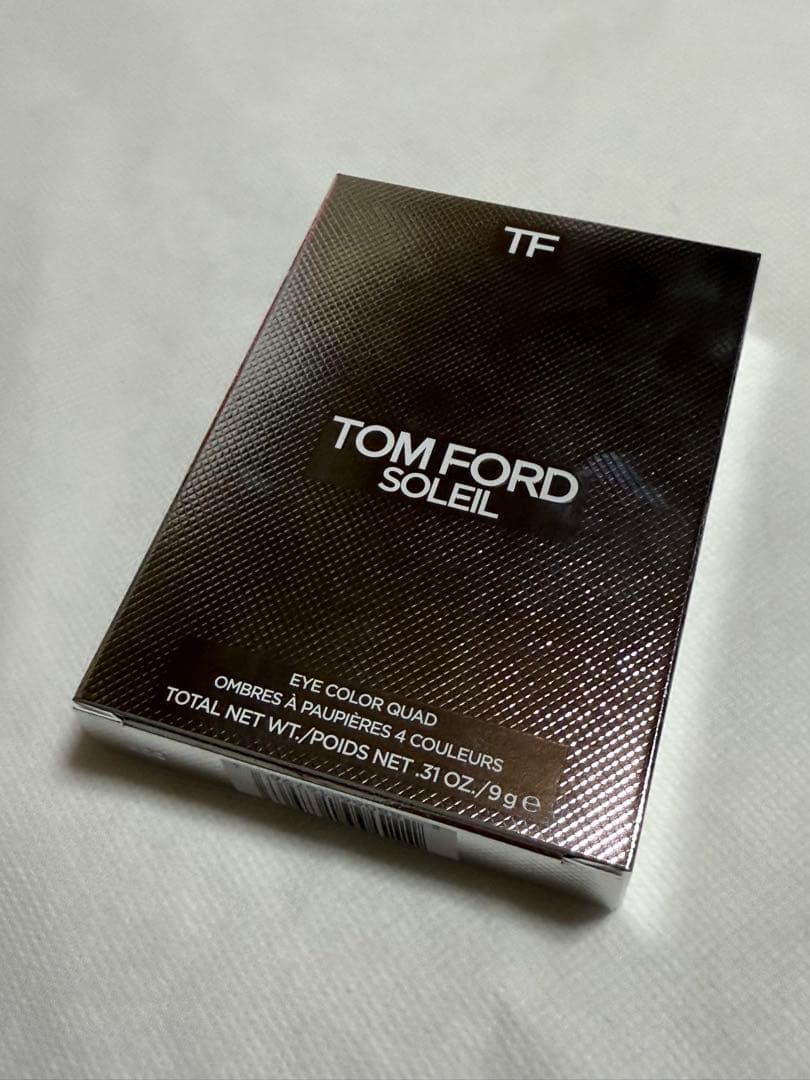 TF
TOM FORD
SOLEIL
EYE COLOR QUAD
OMBRES À PAUPIÈRES 4 COULEURS
TOTAL NET WT./POIDS NET .31 OZ./9 g ℮